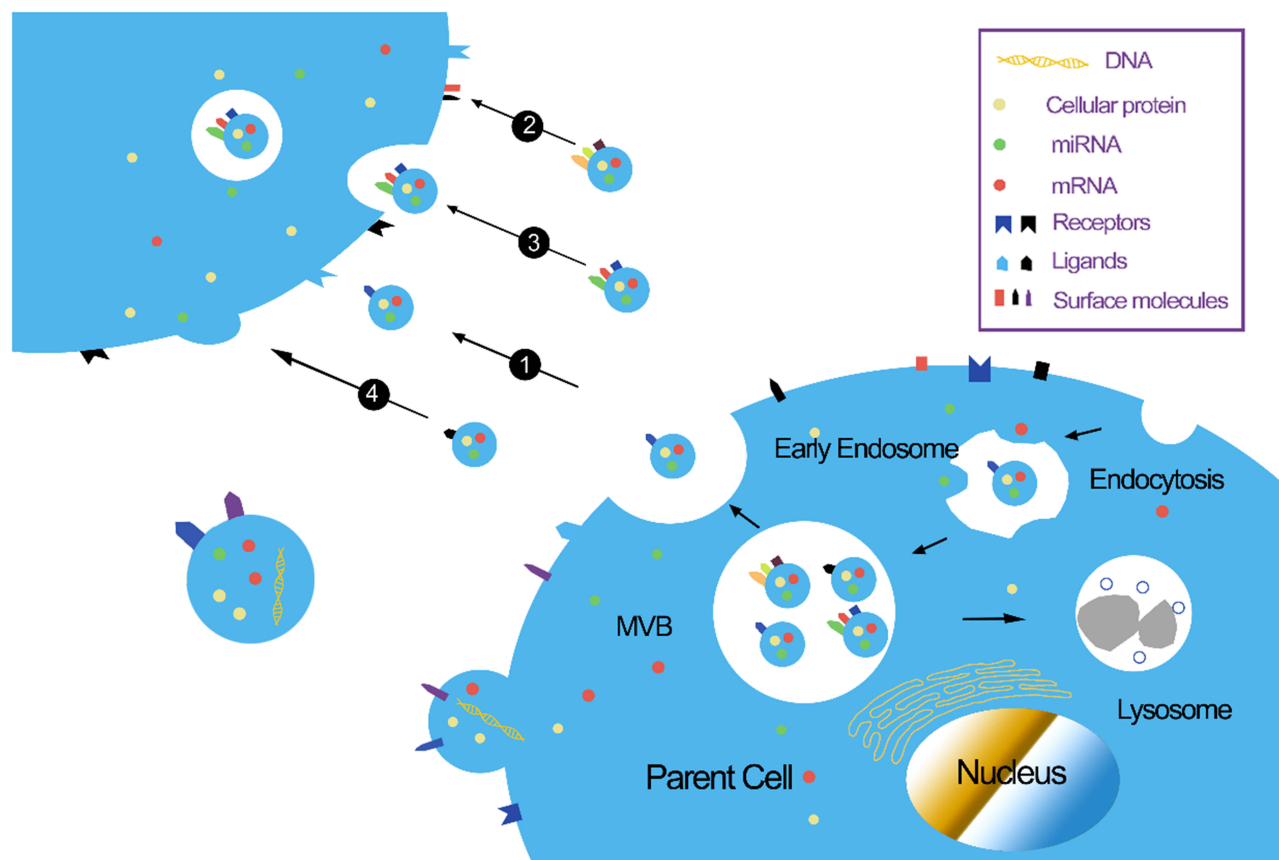 DNA
Cellular protein
miRNA
mRNA
Receptors
Ligands
Surface molecules
2
3
1
4
Early Endosome
Endocytosis
MVB
Lysosome
Parent Cell
Nucleus